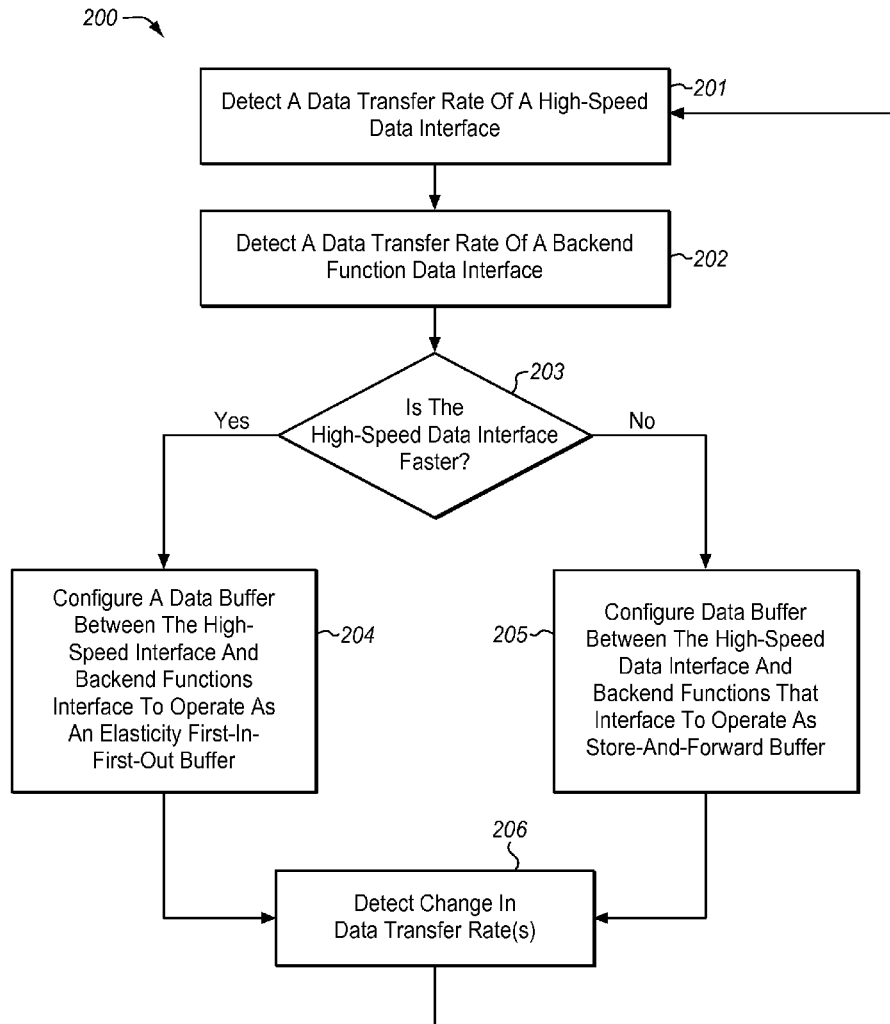 200
Detect A Data Transfer Rate Of A High-Speed
Data Interface
201
Detect A Data Transfer Rate Of A Backend
Function Data Interface
202
203
Is The
High-Speed Data Interface
Faster?
Yes
No
Configure A Data Buffer
Between The High-
Speed Interface And
Backend Functions
Interface To Operate As
An Elasticity First-In-
First-Out Buffer
204
205
Configure Data Buffer
Between The High-Speed
Data Interface And
Backend Functions That
Interface To Operate As
Store-And-Forward Buffer
206
Detect Change In
Data Transfer Rate(s)